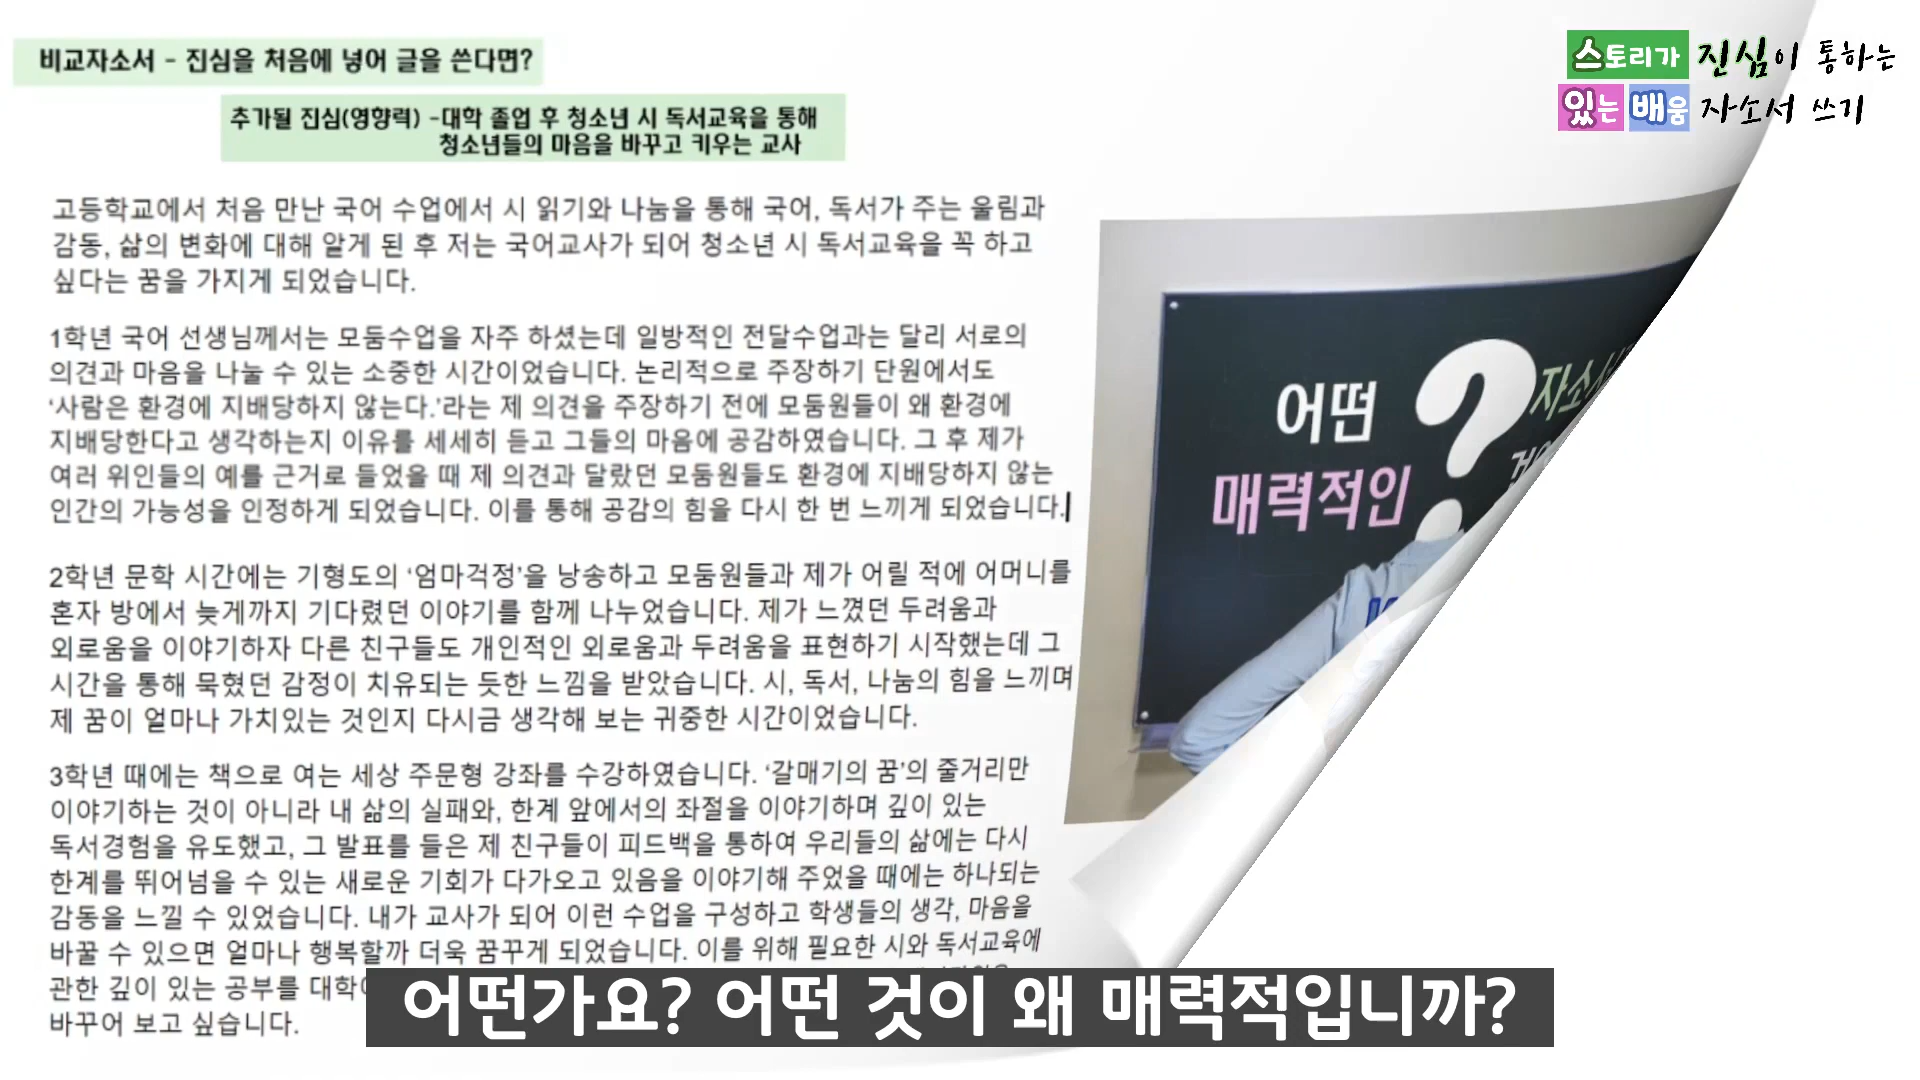 비교자소서 - 진심을 처음에 넣어 글을 쓴다면?
추가될 진심(영향력) -대학 졸업 후 청소년 시 독서교육을 통해
청소년들의 마음을 바꾸고 키우는 교사
스토리가 진심이 통하는
있는 배움 자소서 쓰기
고등학교에서 처음 만난 국어 수업에서 시 읽기와 나눔을 통해 국어, 독서가 주는 울림과
감동, 삶의 변화에 대해 알게 된 후 저는 국어교사가 되어 청소년 시 독서교육을 꼭 하고
싶다는 꿈을 가지게 되었습니다.
1학년 국어 선생님께서는 모둠수업을 자주 하셨는데 일방적인 전달수업과는 달리 서로의
의견과 마음을 나눌 수 있는 소중한 시간이었습니다. 논리적으로 주장하기 단원에서도
‘사람은 환경에 지배당하지 않는다.’라는 제 의견을 주장하기 전에 모둠원들이 왜 환경에
지배당한다고 생각하는지 이유를 세세히 듣고 그들의 마음에 공감하였습니다. 그 후 제가
여러 위인들의 예를 근거로 들었을 때 제 의견과 달랐던 모둠원들도 환경에 지배당하지 않는
인간의 가능성을 인정하게 되었습니다. 이를 통해 공감의 힘을 다시 한 번 느끼게 되었습니다.
2학년 문학 시간에는 기형도의 ‘엄마걱정’을 낭송하고 모둠원들과 제가 어릴 적에 어머니를
혼자 방에서 늦게까지 기다렸던 이야기를 함께 나누었습니다. 제가 느꼈던 두려움과
외로움을 이야기하자 다른 친구들도 개인적인 외로움과 두려움을 표현하기 시작했는데 그
시간을 통해 묵혔던 감정이 치유되는 듯한 느낌을 받았습니다. 시, 독서, 나눔의 힘을 느끼며
제 꿈이 얼마나 가치있는 것인지 다시금 생각해 보는 귀중한 시간이었습니다.
3학년 때에는 책으로 여는 세상 주문형 강좌를 수강하였습니다. ‘갈매기의 꿈’의 줄거리만
이야기하는 것이 아니라 내 삶의 실패와, 한계 앞에서의 좌절을 이야기하며 깊이 있는
독서경험을 유도했고, 그 발표를 들은 제 친구들이 피드백을 통하여 우리들의 삶에는 다시
한계를 뛰어넘을 수 있는 새로운 기회가 다가오고 있음을 이야기해 주었을 때에는 하나되는
감동을 느낄 수 있었습니다. 내가 교사가 되어 이런 수업을 구성하고 학생들의 생각, 마음을
바꿀 수 있으면 얼마나 행복할까 더욱 꿈꾸게 되었습니다. 이를 위해 필요한 시와 독서교육에
관한 깊이 있는 공부를 대학
바꾸어 보고 싶습니다.
어떤 ? 자소서
매력적인
어떤가요? 어떤 것이 왜 매력적입니까?